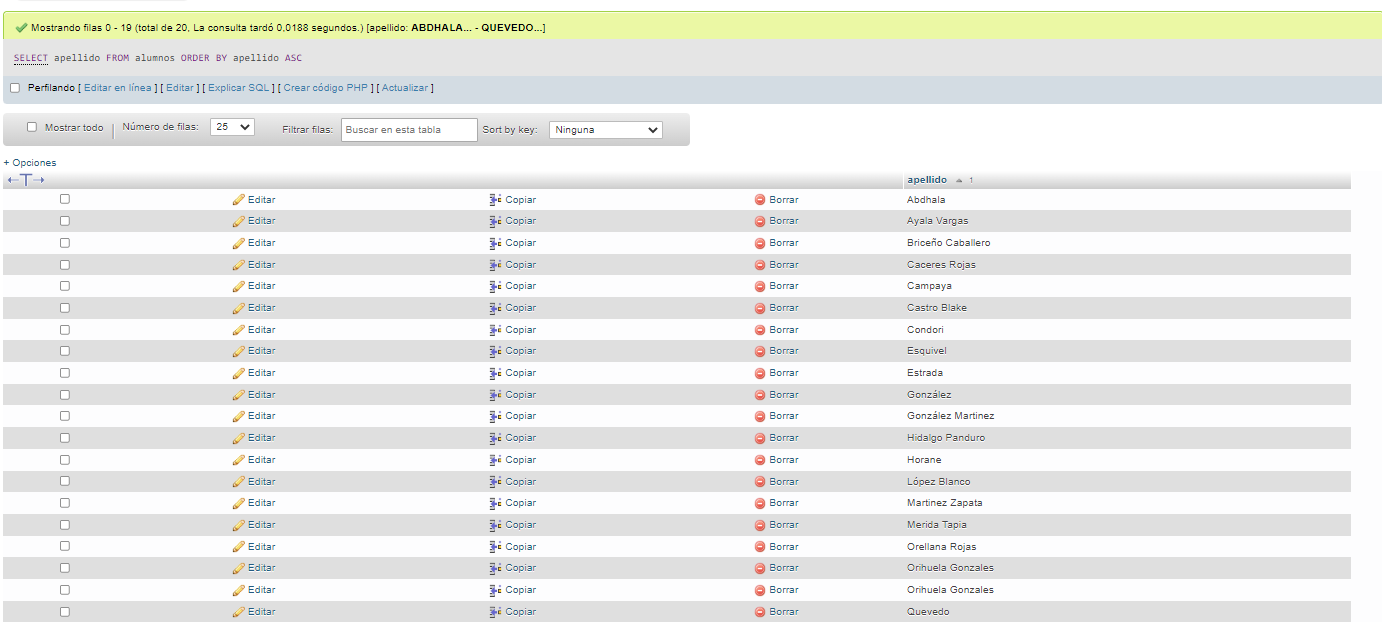 Mostrando filas 0 - 19 (total de 20, La consulta tardó 0,0188 segundos.) [apellido: ABDHALA... - QUEVEDO...]
SELECT apellido FROM alumnos ORDER BY apellido ASC
Perfilando [ Editar en línea ] [ Editar ] [ Explicar SQL ] [ Crear código PHP ] [ Actualizar ]
Mostrar todo Número de filas: 25 Filtrar filas: Buscar en esta tabla Sort by key: Ninguna
+ Opciones
←T→ apellido 1
Editar Copiar Borrar Abdhala
Editar Copiar Borrar Ayala Vargas
Editar Copiar Borrar Briceño Caballero
Editar Copiar Borrar Caceres Rojas
Editar Copiar Borrar Campaya
Editar Copiar Borrar Castro Blake
Editar Copiar Borrar Condori
Editar Copiar Borrar Esquivel
Editar Copiar Borrar Estrada
Editar Copiar Borrar González
Editar Copiar Borrar González Martinez
Editar Copiar Borrar Hidalgo Panduro
Editar Copiar Borrar Horane
Editar Copiar Borrar López Blanco
Editar Copiar Borrar Martinez Zapata
Editar Copiar Borrar Merida Tapia
Editar Copiar Borrar Orellana Rojas
Editar Copiar Borrar Orihuela Gonzales
Editar Copiar Borrar Orihuela Gonzales
Editar Copiar Borrar Quevedo